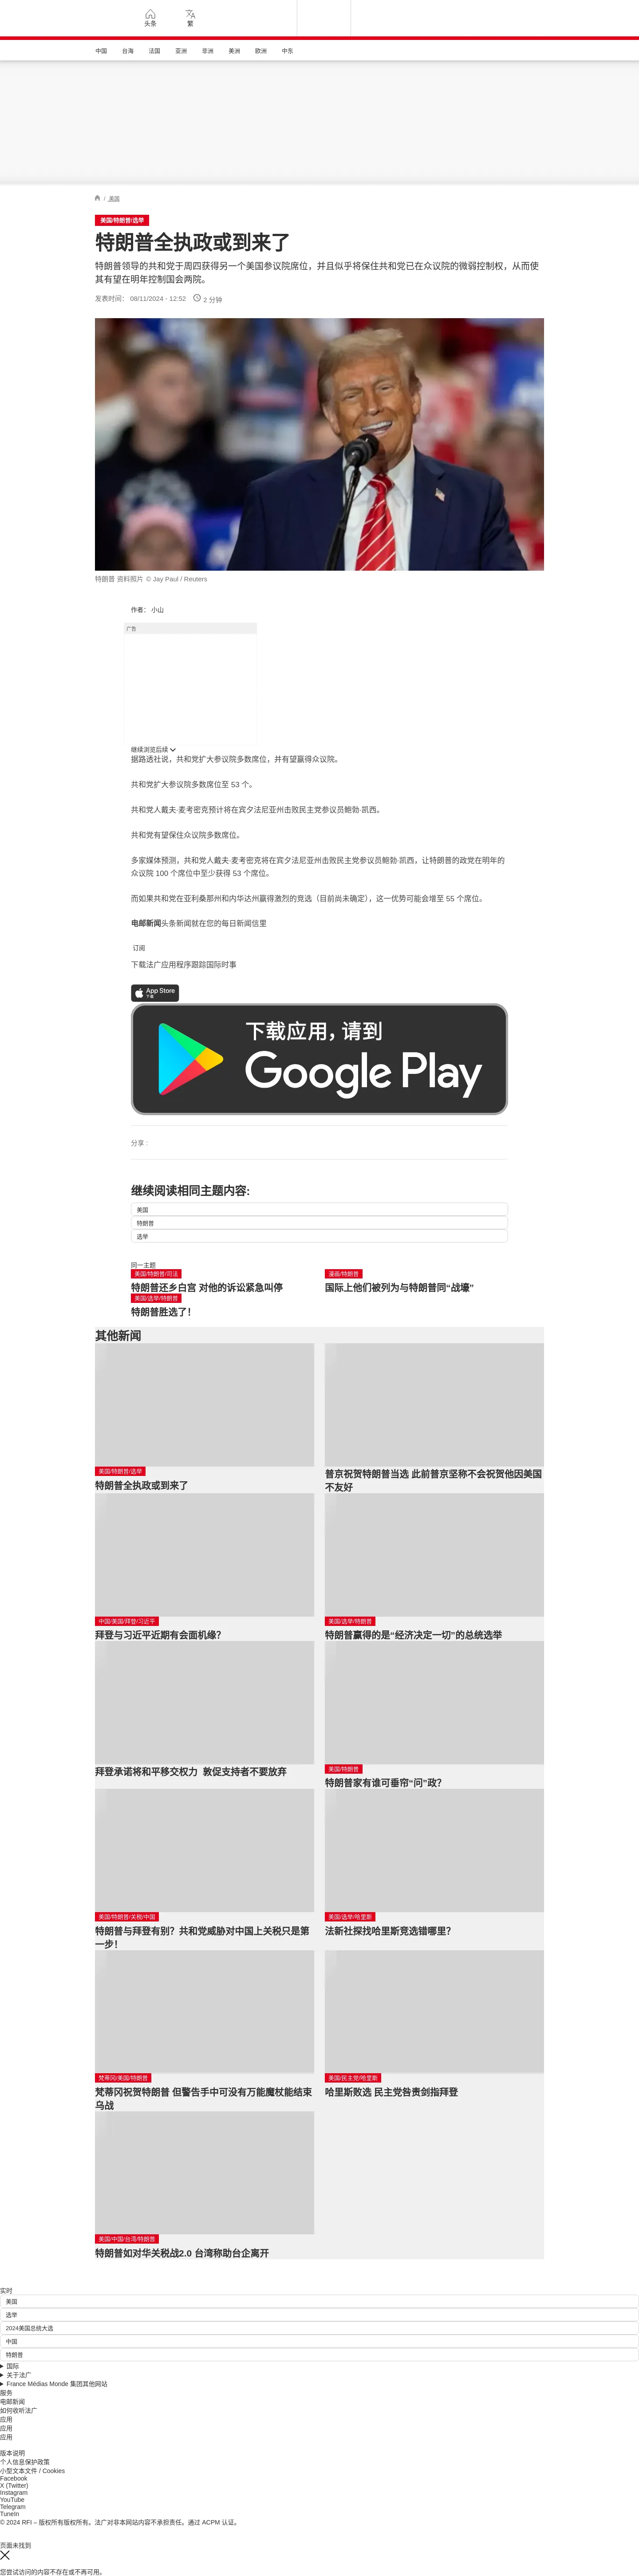 头条
繁
中国 台海 法国 亚洲 非洲 美洲 欧洲 中东
/ 美国
美国/特朗普/选举
特朗普全执政或到来了
特朗普领导的共和党于周四获得另一个美国参议院席位，并且似乎将保住共和党已在众议院的微弱控制权，从而使
其有望在明年控制国会两院。
发表时间： 08/11/2024 - 12:52 2 分钟
特朗普 资料照片 © Jay Paul / Reuters
作者： 小山
广告
继续浏览后续
据路透社说，共和党扩大参议院多数席位，并有望赢得众议院。
共和党扩大参议院多数席位至 53 个。
共和党人戴夫·麦考密克预计将在宾夕法尼亚州击败民主党参议员鲍勃·凯西。
共和党有望保住众议院多数席位。
多家媒体预测，共和党人戴夫·麦考密克将在宾夕法尼亚州击败民主党参议员鲍勃·凯西，让特朗普的政党在明年的
众议院 100 个席位中至少获得 53 个席位。
而如果共和党在亚利桑那州和内华达州赢得激烈的竞选（目前尚未确定），这一优势可能会增至 55 个席位。
电邮新闻头条新闻就在您的每日新闻信里
订阅
下载法广应用程序跟踪国际时事
App Store
下载
下载应用，请到
Google Play
分享 :
继续阅读相同主题内容:
美国
特朗普
选举
同一主题
美国/特朗普/司法
特朗普还乡白宫 对他的诉讼紧急叫停
漫画/特朗普
国际上他们被列为与特朗普同“战壕”
美国/选举/特朗普
特朗普胜选了！
其他新闻
美国/特朗普/选举
特朗普全执政或到来了
普京祝贺特朗普当选 此前普京坚称不会祝贺他因美国
不友好
中国/美国/拜登/习近平
拜登与习近平近期有会面机缘？
美国/选举/特朗普
特朗普赢得的是“经济决定一切”的总统选举
拜登承诺将和平移交权力 敦促支持者不要放弃
美国/特朗普
特朗普家有谁可垂帘“问”政？
美国/特朗普/关税/中国
特朗普与拜登有别？共和党威胁对中国上关税只是第
一步！
美国/选举/哈里斯
法新社探找哈里斯竞选错哪里？
梵蒂冈/美国/特朗普
梵蒂冈祝贺特朗普 但警告手中可没有万能魔杖能结束
乌战
美国/民主党/哈里斯
哈里斯败选 民主党咎责剑指拜登
美国/中国/台湾/特朗普
特朗普如对华关税战2.0 台湾称助台企离开
实时
美国
选举
2024美国总统大选
中国
特朗普
国际
关于法广
France Médias Monde 集团其他网站
服务
电邮新闻
如何收听法广
应用
应用
应用
版本说明
个人信息保护政策
小型文本文件 / Cookies
Facebook
X (Twitter)
Instagram
YouTube
Telegram
TuneIn
© 2024 RFI – 版权所有版权所有。法广对非本网站内容不承担责任。通过 ACPM 认证。
页面未找到
您尝试访问的内容不存在或不再可用。